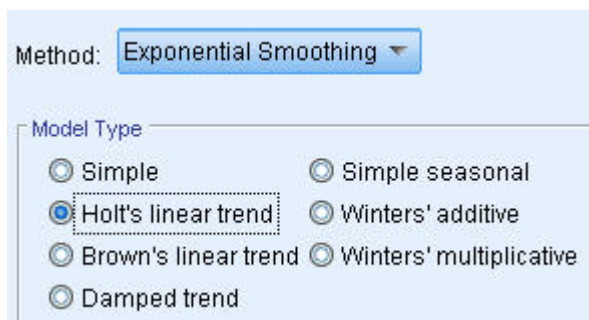 Method: Exponential Smoothing
Model Type
Simple
Simple seasonal
Holt's linear trend
Winters' additive
Brown's linear trend
Winters' multiplicative
Damped trend